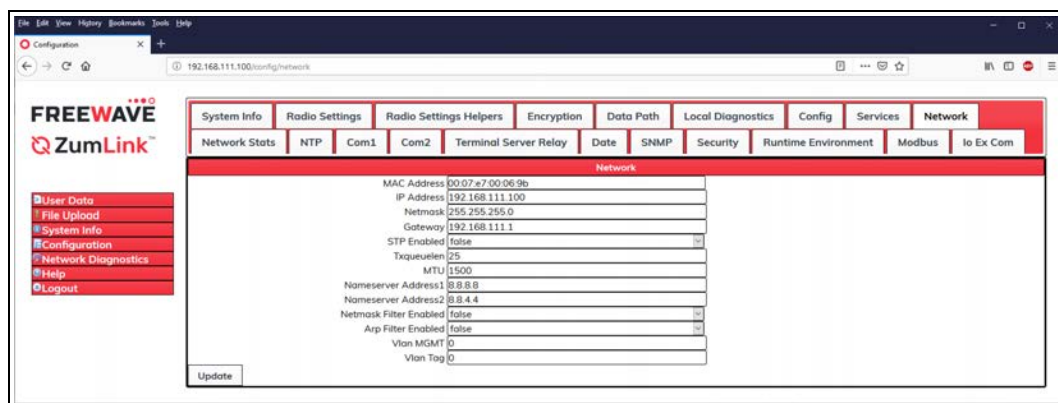 File Edit View History Bookmarks Tools Help
Configuration
192.168.111.100/config/network
FREEWAVE
ZumLink™
System Info Radio Settings Radio Settings Helpers Encryption Data Path Local Diagnostics Config Services Network
Network Stats NTP Com1 Com2 Terminal Server Relay Date SNMP Security Runtime Environment Modbus Io Ex Com
User Data
File Upload
System Info
Configuration
Network Diagnostics
Help
Logout
Network
MAC Address 00:07:e7:00:06:9b
IP Address 192.168.111.100
Netmask 255.255.255.0
Gateway 192.168.111.1
STP Enabled false
Txqueuelen 25
MTU 1500
Nameserver Address1 8.8.8.8
Nameserver Address2 8.8.4.4
Netmask Filter Enabled false
Arp Filter Enabled false
Vlan MGMT 0
Vlan Tag 0
Update